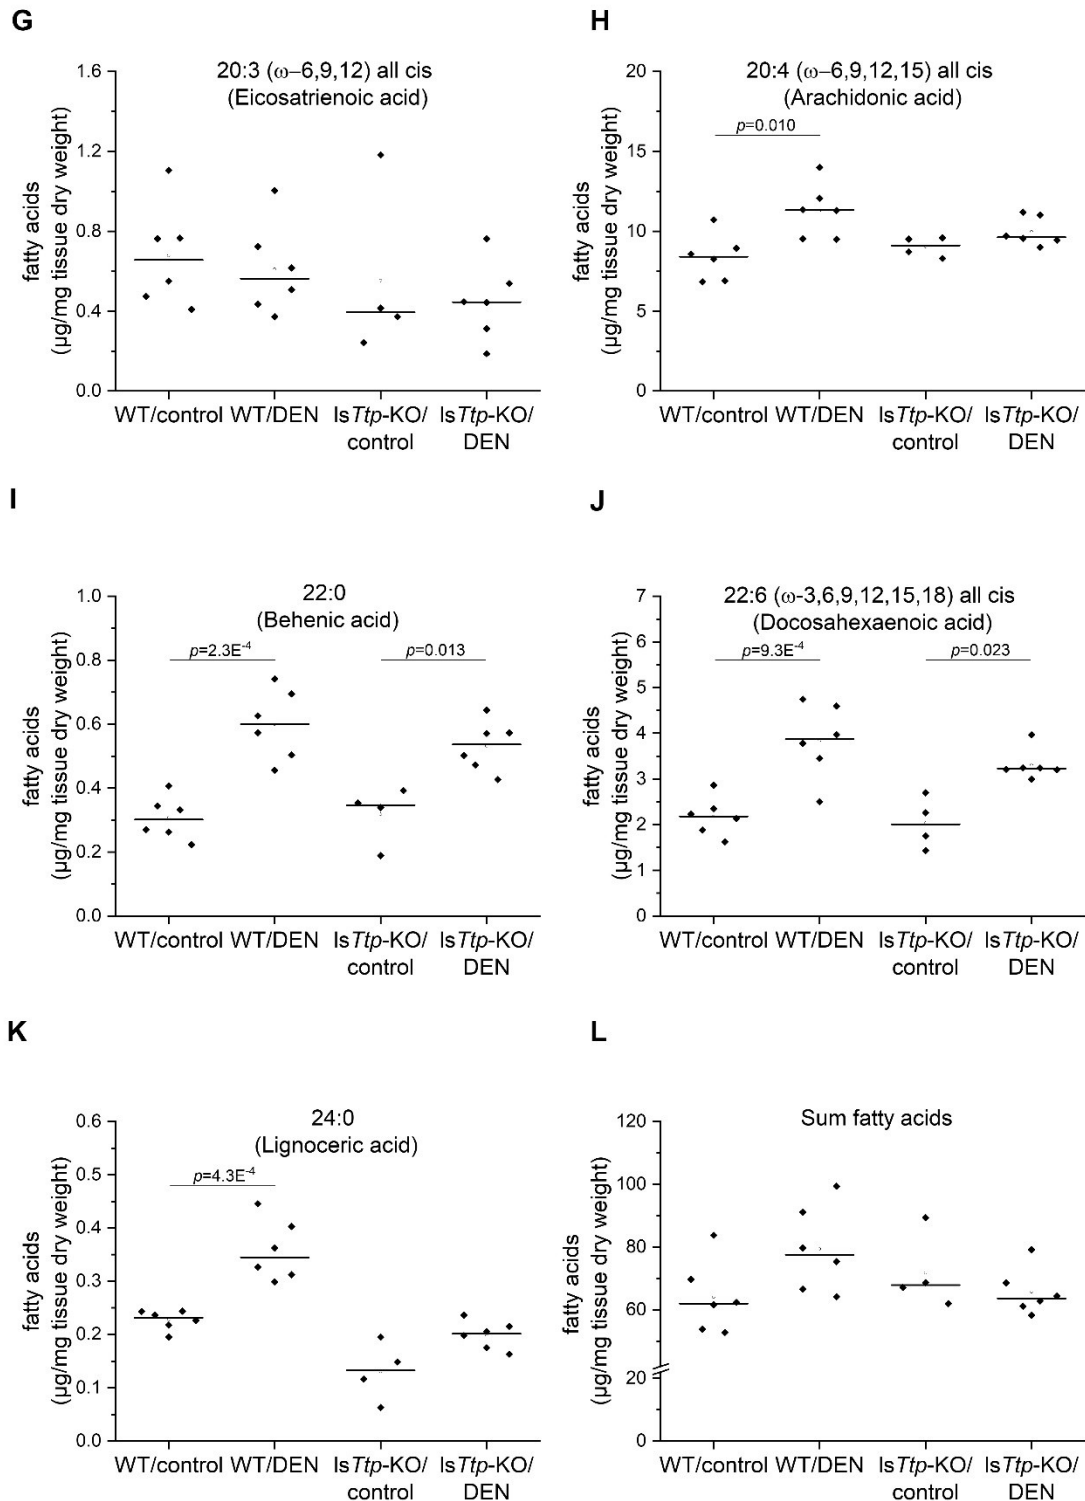 G
20:3 (ω–6,9,12) all cis
(Eicosatrienoic acid)
fatty acids
(µg/mg tissue dry weight)
1.6
1.2
0.8
0.4
0.0
WT/control WT/DEN lsTtp-KO/ lsTtp-KO/
control DEN
H
20:4 (ω–6,9,12,15) all cis
(Arachidonic acid)
p=0.010
fatty acids
(µg/mg tissue dry weight)
20
15
10
5
0
WT/control WT/DEN lsTtp-KO/ lsTtp-KO/
control DEN
I
22:0
(Behenic acid)
p=2.3E-4
p=0.013
fatty acids
(µg/mg tissue dry weight)
1.0
0.8
0.6
0.4
0.2
0.0
WT/control WT/DEN lsTtp-KO/ lsTtp-KO/
control DEN
J
22:6 (ω-3,6,9,12,15,18) all cis
(Docosahexaenoic acid)
p=9.3E-4
p=0.023
fatty acids
(µg/mg tissue dry weight)
7
6
5
4
3
2
1
0
WT/control WT/DEN lsTtp-KO/ lsTtp-KO/
control DEN
K
24:0
(Lignoceric acid)
p=4.3E-4
fatty acids
(µg/mg tissue dry weight)
0.6
0.5
0.4
0.3
0.2
0.1
0.0
WT/control WT/DEN lsTtp-KO/ lsTtp-KO/
control DEN
L
Sum fatty acids
fatty acids
(µg/mg tissue dry weight)
120
100
80
60
20
0
WT/control WT/DEN lsTtp-KO/ lsTtp-KO/
control DEN